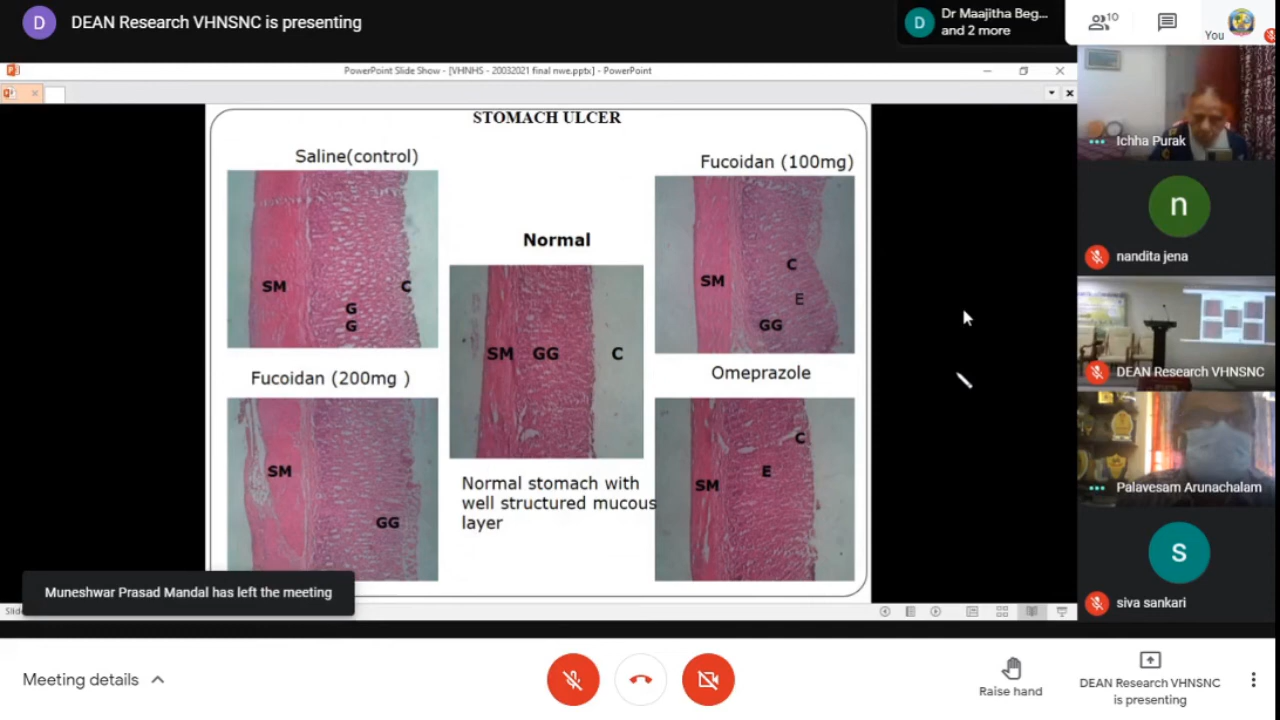 D
DEAN Research VHNSNC is presenting
D
Dr Maajitha Beg...
and 2 more
10
You
PowerPoint Slide Show - [VHNHS - 20032021 final nwe.pptx] - PowerPoint
STOMACH ULCER
Saline(control)
SM
C
G
G
Normal
SM GG C
Normal stomach with
well structured mucous
layer
Fucoidan (100mg)
C
SM
E
GG
Fucoidan (200mg )
SM
GG
Omeprazole
C
E
SM
Ichha Purak
n
nandita jena
DEAN Research VHNSNC
Palavesam Arunachalam
s
siva sankari
Muneshwar Prasad Mandal has left the meeting
Meeting details
Raise hand
DEAN Research VHNSNC
is presenting